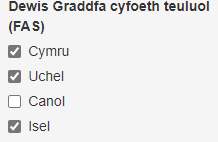 Dewis Graddfa cyfoeth teuluol
(FAS)
Cymru
Uchel
Canol
Isel